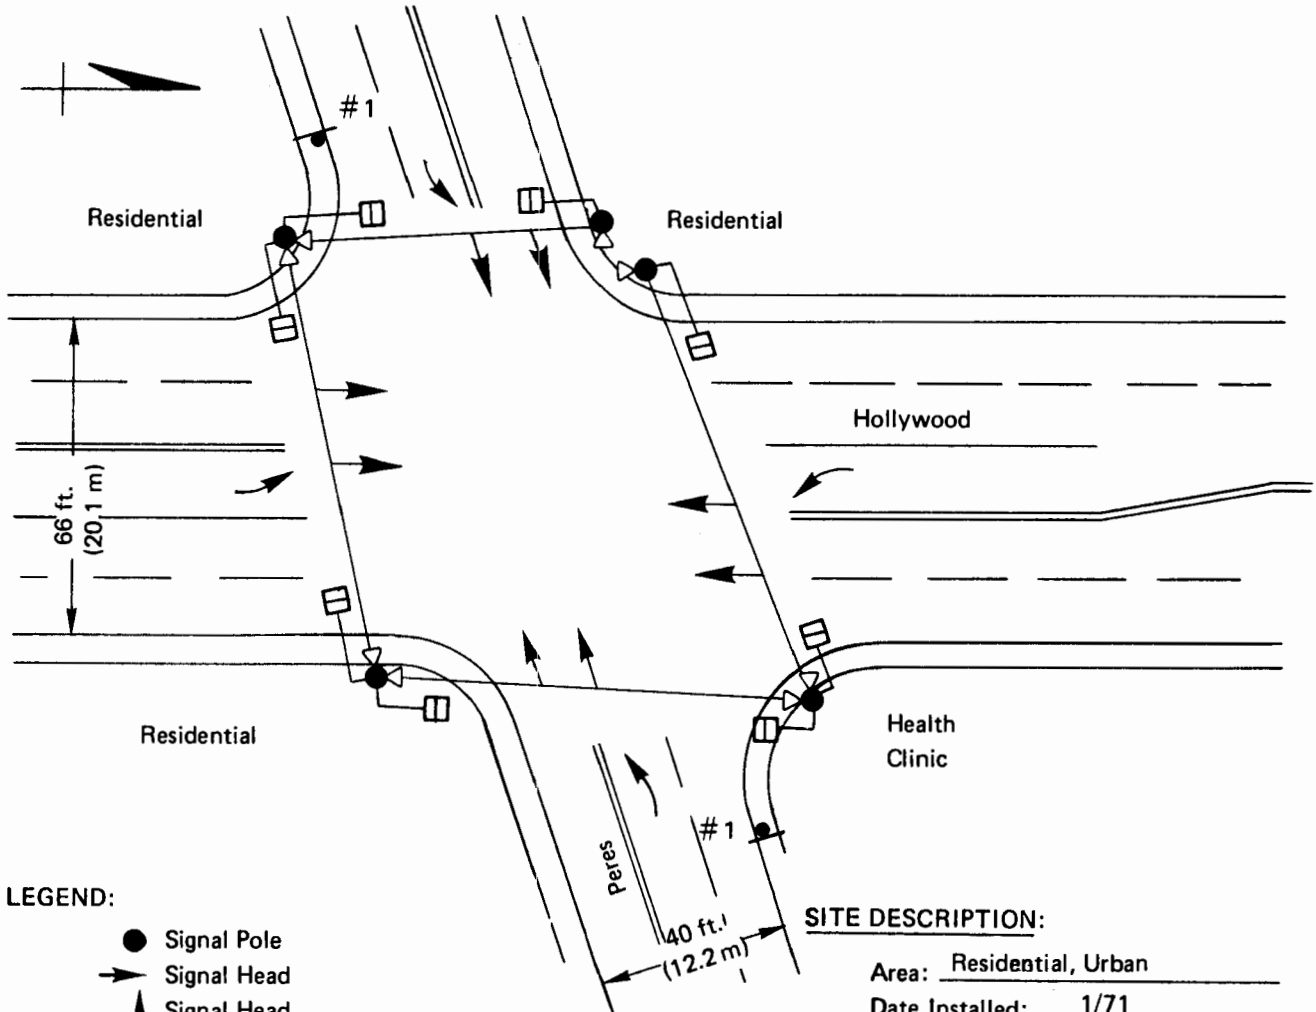 #1
Residential
Residential
Hollywood
66 ft.
(20.1 m)
Residential
Health
Clinic
#1
Peres
40 ft.
(12.2 m)
LEGEND:
Signal Pole
Signal Head
Signal Head
SITE DESCRIPTION:
Area: Residential, Urban
Date Installed: 1/71